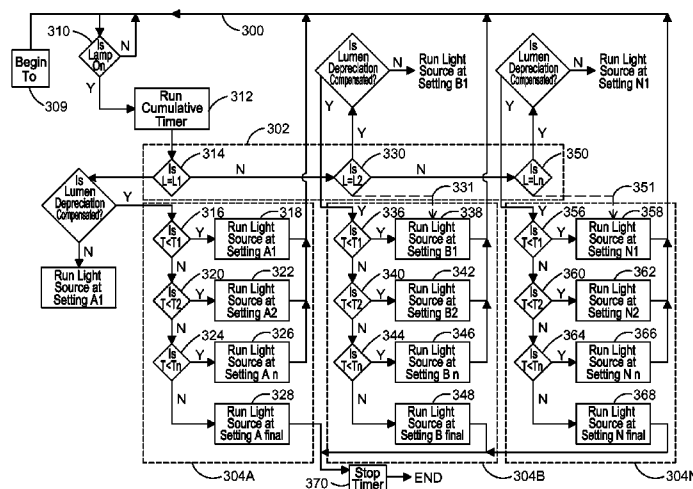 300
310
Is
Lamp
On
N
Y
Begin
To
309
Run
Cumulative
Timer
312
302
Is
Lumen
Depreciation
Compensated?
N
Run Light
Source at
Setting B1
Y
Y
Is
Lumen
Depreciation
Compensated?
N
Run Light
Source at
Setting N1
Y
Y
314
Is
L=L1
N
330
Is
L=L2
N
350
Is
L=Ln
Is
Lumen
Depreciation
Compensated?
Y
N
Run Light
Source at
Setting A1
331
351
316
Is
T<T1
Y
318
Run Light
Source at
Setting A1
N
320
Is
T<T2
Y
322
Run Light
Source at
Setting A2
N
324
Is
T<Tn
Y
326
Run Light
Source at
Setting A n
N
328
Run Light
Source at
Setting A final
304A
336
Is
T<T1
Y
338
Run Light
Source at
Setting B1
N
340
Is
T<T2
Y
342
Run Light
Source at
Setting B2
N
344
Is
T<Tn
Y
346
Run Light
Source at
Setting B n
N
348
Run Light
Source at
Setting B final
304B
356
Is
T<T1
Y
358
Run Light
Source at
Setting N1
N
360
Is
T<T2
Y
362
Run Light
Source at
Setting N2
N
364
Is
T<Tn
Y
366
Run Light
Source at
Setting N n
N
368
Run Light
Source at
Setting N final
304N
370
Stop
Timer
END